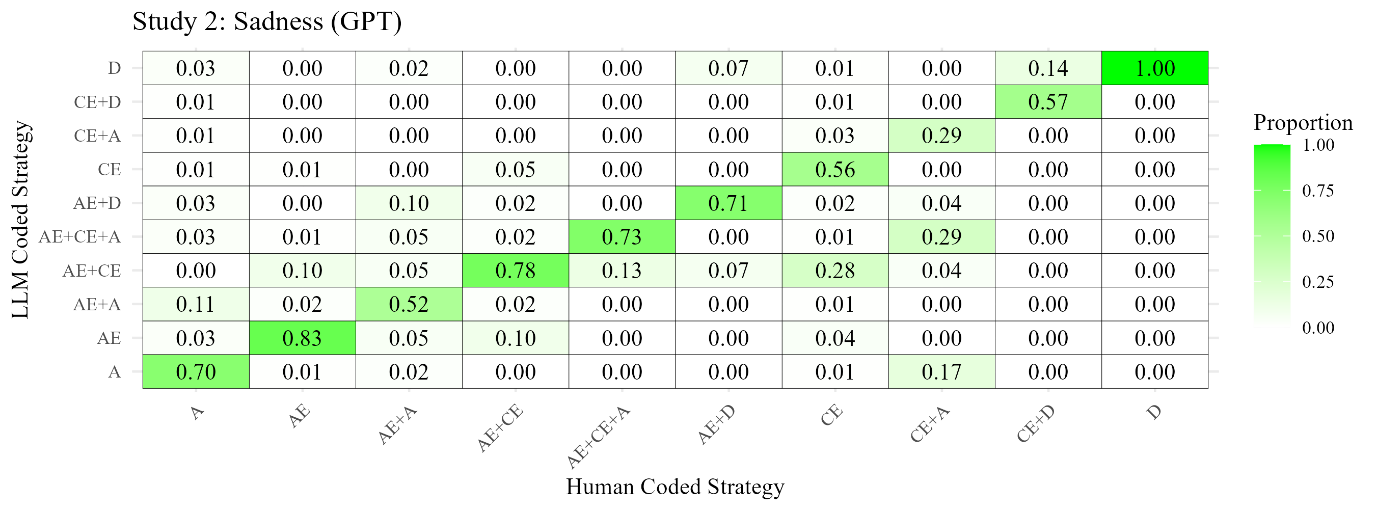 Study 2: Sadness (GPT)
LLM Coded Strategy
D 0.03 0.00 0.02 0.00 0.00 0.07 0.01 0.00 0.14 1.00
CE+D 0.01 0.00 0.00 0.00 0.00 0.00 0.01 0.00 0.57 0.00
CE+A 0.01 0.00 0.00 0.00 0.00 0.00 0.03 0.29 0.00 0.00
CE 0.01 0.01 0.00 0.05 0.00 0.00 0.56 0.00 0.00 0.00
AE+D 0.03 0.00 0.10 0.02 0.00 0.71 0.02 0.04 0.00 0.00
AE+CE+A 0.03 0.01 0.05 0.02 0.73 0.00 0.01 0.29 0.00 0.00
AE+CE 0.00 0.10 0.05 0.78 0.13 0.07 0.28 0.04 0.00 0.00
AE+A 0.11 0.02 0.52 0.02 0.00 0.00 0.01 0.00 0.00 0.00
AE 0.03 0.83 0.05 0.10 0.00 0.00 0.04 0.00 0.00 0.00
A 0.70 0.01 0.02 0.00 0.00 0.00 0.01 0.17 0.00 0.00
A AE AE+A AE+CE AE+CE+A AE+D CE CE+A CE+D D
Human Coded Strategy
Proportion
1.00
0.75
0.50
0.25
0.00